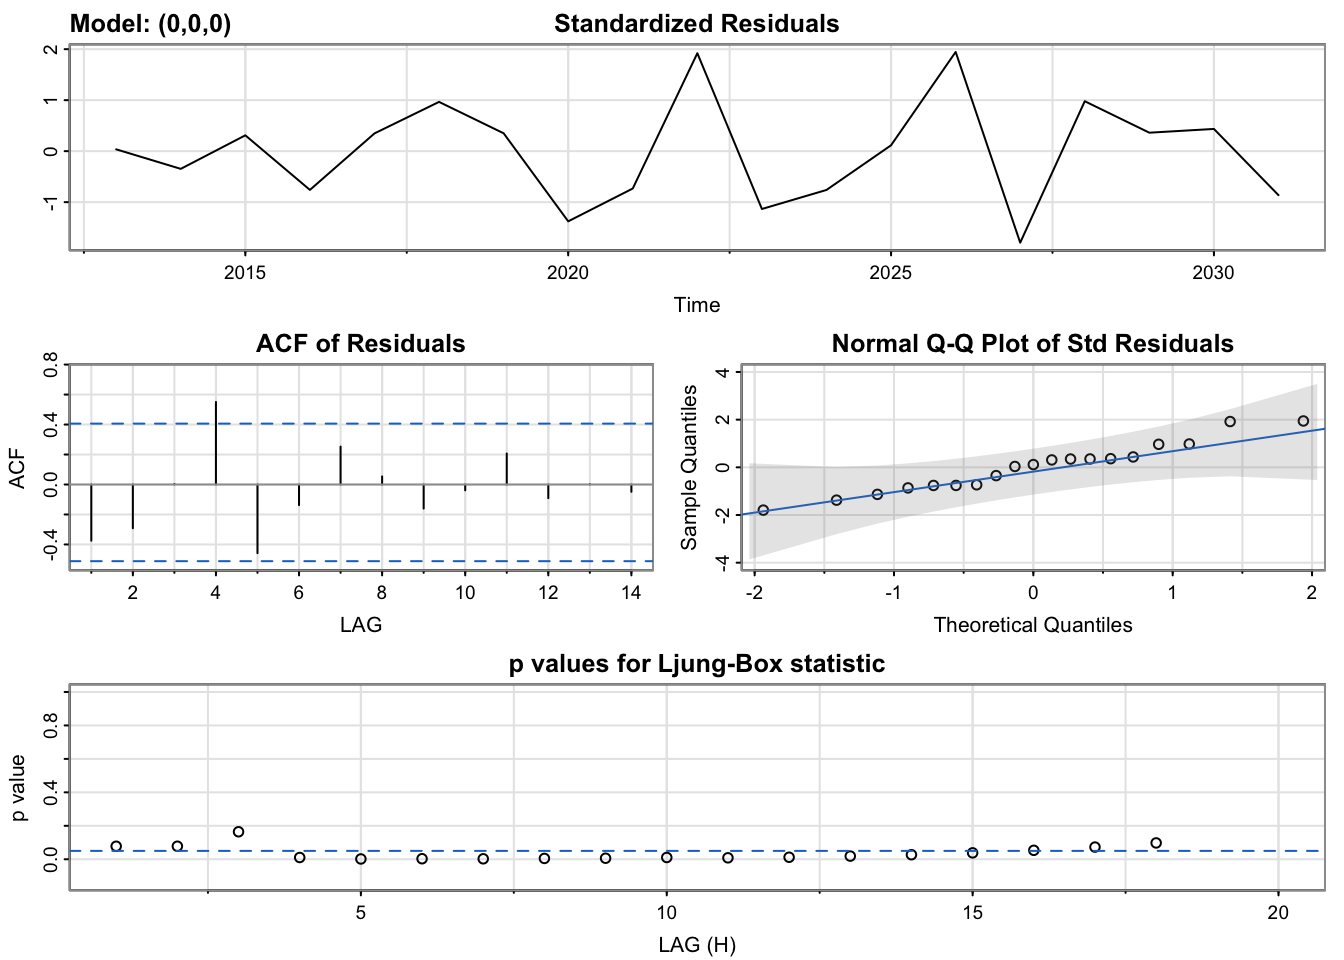 Model: (0,0,0) Standardized Residuals
2
1
0
-1
2015 2020 2025 2030
Time
ACF of Residuals
0.8
0.4
0.0
-0.4
ACF
2 4 6 8 10 12 14
LAG
Normal Q-Q Plot of Std Residuals
4
2
0
-2
-4
Sample Quantiles
-2 -1 0 1 2
Theoretical Quantiles
p values for Ljung-Box statistic
0.8
0.4
0.0
p value
5 10 15 20
LAG (H)